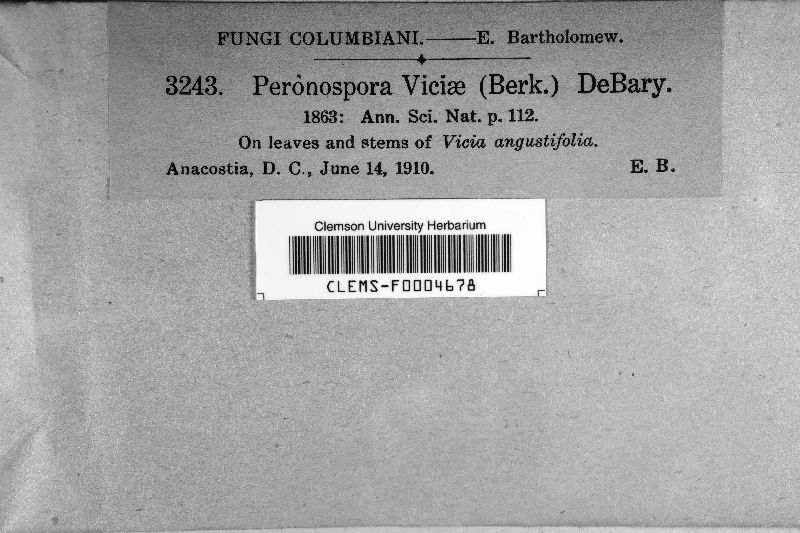 FUNGI COLUMBIANI.——E. Bartholomew.
3243. Perònospora Viciæ (Berk.) DeBary.
1863: Ann. Sci. Nat. p. 112.
On leaves and stems of Vicia angustifolia.
Anacostia, D. C., June 14, 1910. E. B.
Clemson University Herbarium
CLEMS-F0004678